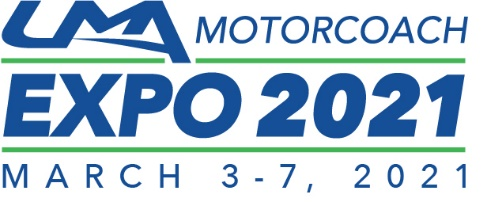 UMA MOTORCOACH
EXPO 2021
MARCH 3-7, 2021